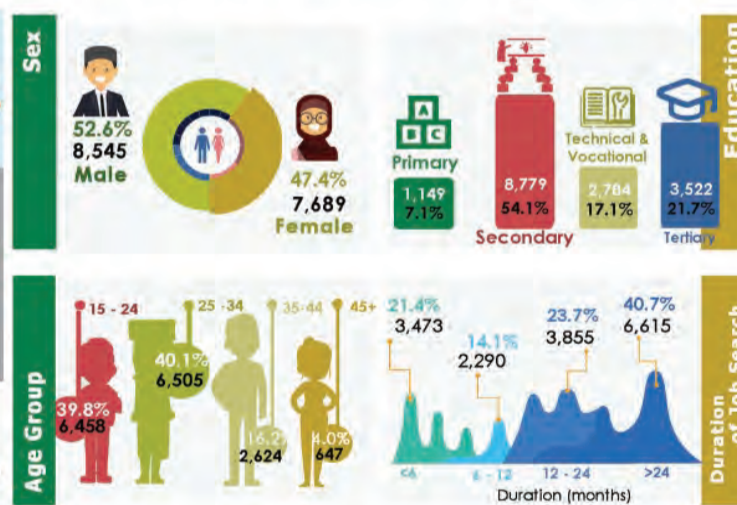 Sex
52.6%
8,545
Male
47.4%
7,689
Female
Education
A
B C
Primary
1,149
7.1%
8,779
54.1%
Secondary
Technical &
Vocational
2,784
17.1%
3,522
21.7%
Tertiary
Age Group
15 - 24
39.8%
6,458
25 -34
40.1%
6,505
35-44
16.2%
2,624
45+
4.0%
647
Duration
of Job Search
21.4%
3,473
14.1%
2,290
23.7%
3,855
40.7%
6,615
<6
6 - 12
12 - 24
>24
Duration (months)